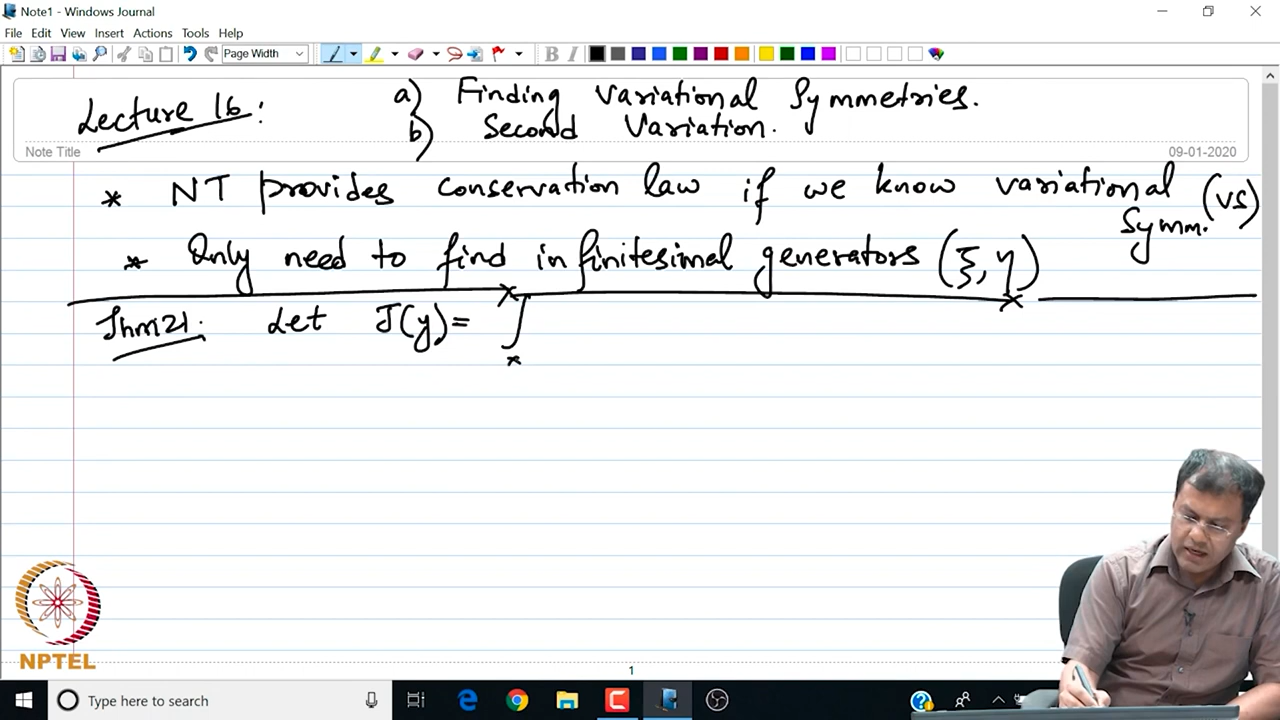 Note1 - Windows Journal
File Edit View Insert Actions Tools Help
Page Width
B I
Lecture 16: a) Finding Variational Symmetries.
b) Second Variation.
Note Title
09-01-2020
* NT provides conservation law if we know variational
Symm. (VS)
* Only need to find infinitesimal generators (ξ, η)
Thm21: Let J(y) = ∫
NPTEL
1
Type here to search